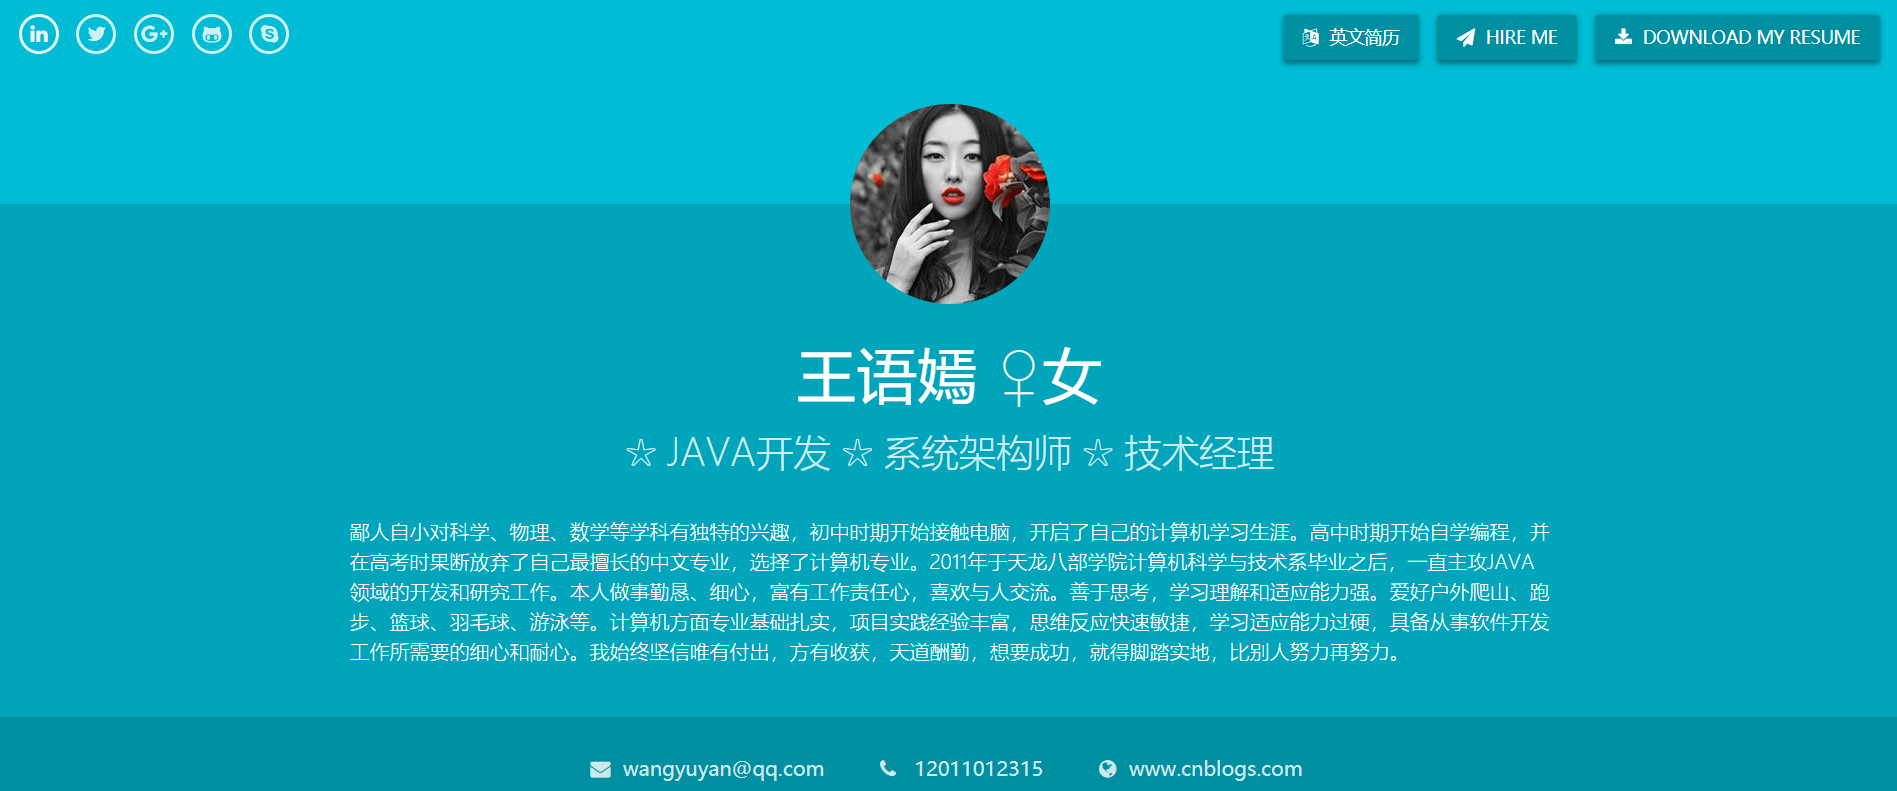 英文简历
HIRE ME
DOWNLOAD MY RESUME
王语嫣 ♀女
☆ JAVA开发 ☆ 系统架构师 ☆ 技术经理
鄙人自小对科学、物理、数学等学科有独特的兴趣，初中时期开始接触电脑，开启了自己的计算机学习生涯。高中时期开始自学编程，并
在高考时果断放弃了自己最擅长的中文专业，选择了计算机专业。2011年于天龙八部学院计算机科学与技术系毕业之后，一直主攻JAVA
领域的开发和研究工作。本人做事勤恳、细心，富有工作责任心，喜欢与人交流。善于思考，学习理解和适应能力强。爱好户外爬山、跑
步、篮球、羽毛球、游泳等。计算机方面专业基础扎实，项目实践经验丰富，思维反应快速敏捷，学习适应能力过硬，具备从事软件开发
工作所需要的细心和耐心。我始终坚信唯有付出，方有收获，天道酬勤，想要成功，就得脚踏实地，比别人努力再努力。
wangyuyan@qq.com
12011012315
www.cnblogs.com